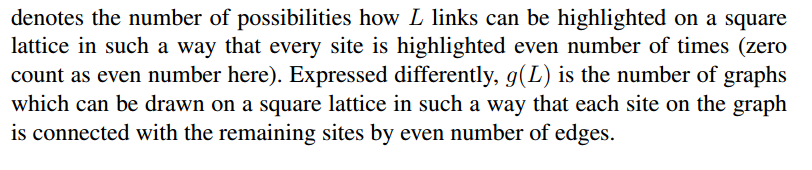 denotes the number of possibilities how L links can be highlighted on a square
lattice in such a way that every site is highlighted even number of times (zero
count as even number here). Expressed differently, g(L) is the number of graphs
which can be drawn on a square lattice in such a way that each site on the graph
is connected with the remaining sites by even number of edges.